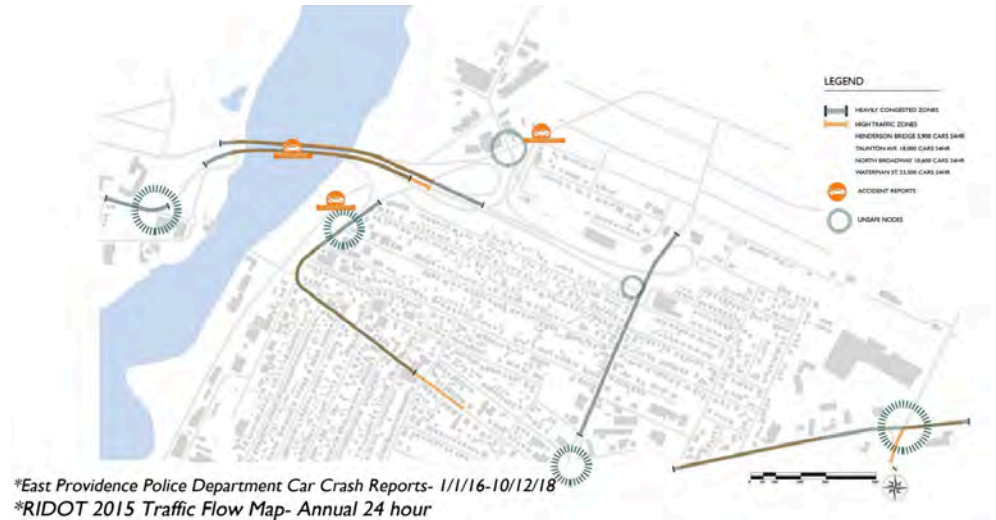 LEGEND
HEAVILY CONGESTED ZONES
HIGH TRAFFIC ZONES
HENDERSON BRIDGE 5,900 CARS 24HR
TAUNTON AVE 18,000 CARS 24HR
NORTH BROADWAY 10,600 CARS 24HR
WATERMAN ST. 23,500 CARS 24HR
ACCIDENT REPORTS
UNSAFE NODES
*East Providence Police Department Car Crash Reports- 1/1/16-10/12/18
*RIDOT 2015 Traffic Flow Map- Annual 24 hour